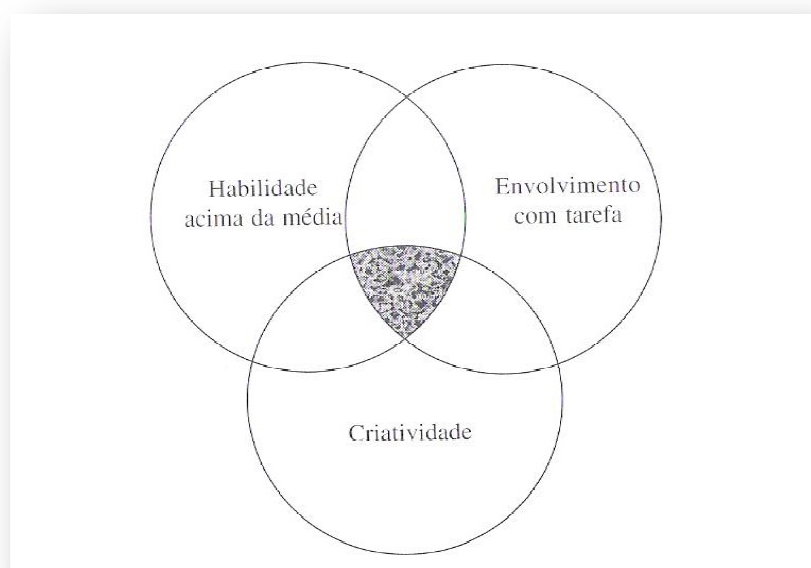 Habilidade
acima da média
Envolvimento
com tarefa
Criatividade